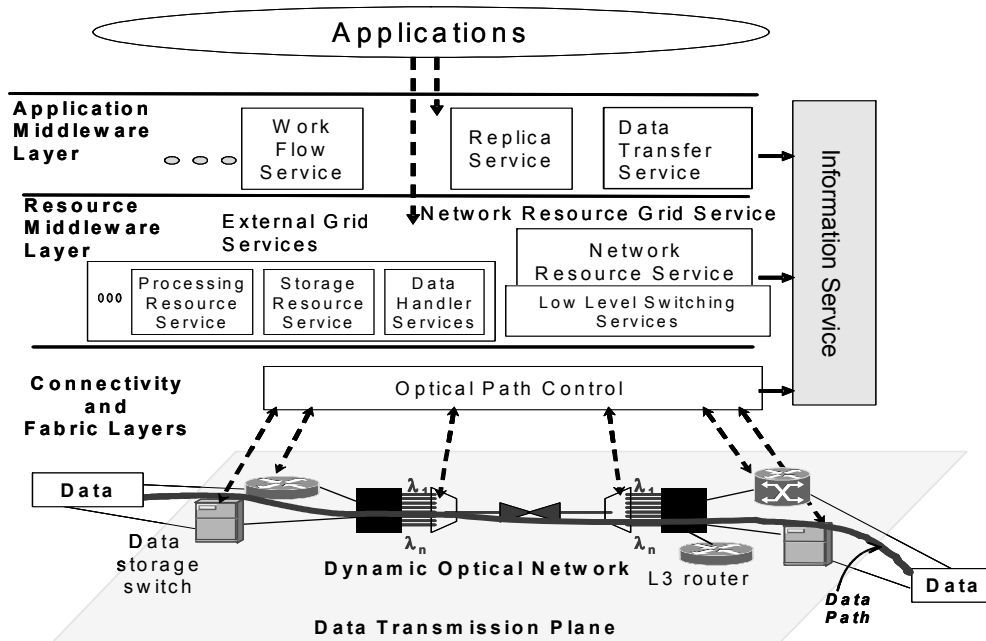 Applications
Application
Middleware
Layer
Work
Flow
Service
Replica
Service
Data
Transfer
Service
Information Service
Resource
Middleware
Layer
External Grid
Services
Network Resource Grid Service
Processing
Resource
Service
Storage
Resource
Service
Data
Handler
Services
Network
Resource Service
Low Level Switching
Services
Connectivity
and
Fabric Layers
Optical Path Control
Data
λ1
λn
λ1
λn
Data
storage
switch
Dynamic Optical Network
L3 router
Data
Path
Data
Data Transmission Plane